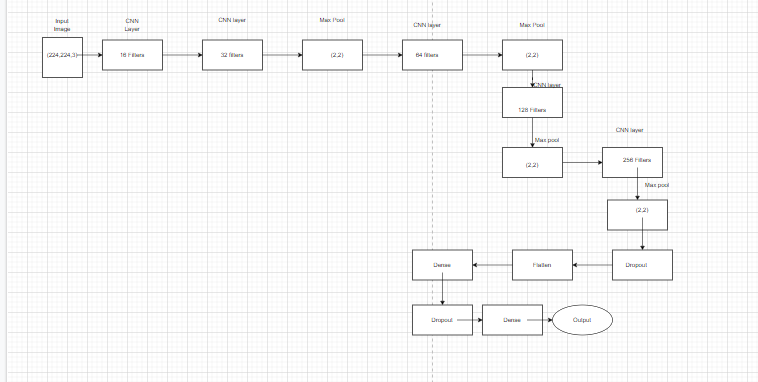 Input
Image
CNN
Layer
CNN layer
Max Pool
CNN layer
Max Pool
(224,224,3)
16 Filters
32 filters
(2,2)
64 filters
(2,2)
CNN layer
128 Filters
Max pool
(2,2)
CNN layer
256 Filters
Max pool
(2,2)
Dense
Flatten
Dropout
Dropout
Dense
Output